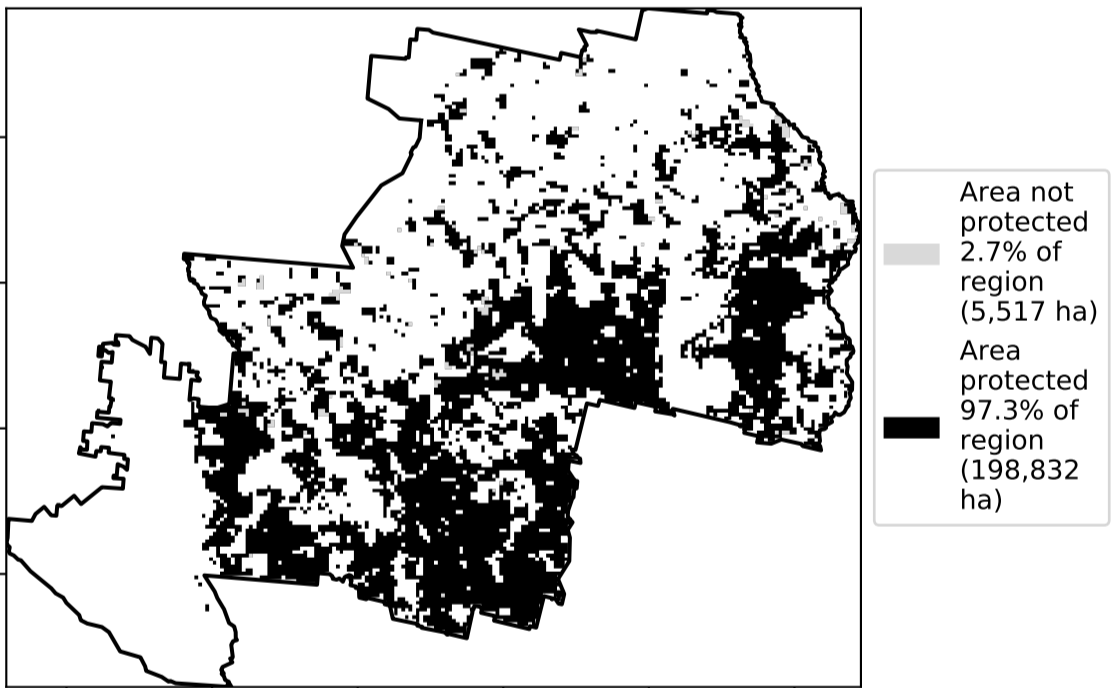 Area not
protected
2.7% of
region
(5,517 ha)
Area
protected
97.3% of
region
(198,832
ha)